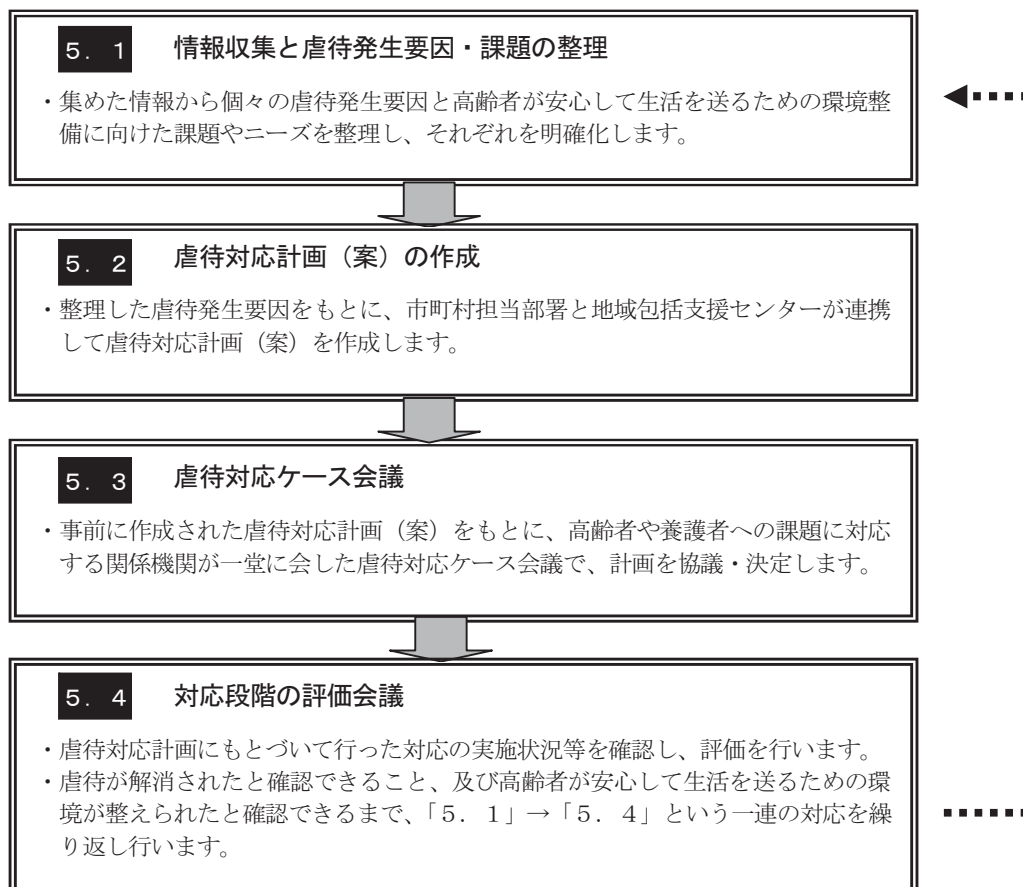 5．1 情報収集と虐待発生要因・課題の整理
・集めた情報から個々の虐待発生要因と高齢者が安心して生活を送るための環境整
備に向けた課題やニーズを整理し、それぞれを明確化します。
5．2 虐待対応計画（案）の作成
・整理した虐待発生要因をもとに、市町村担当部署と地域包括支援センターが連携
して虐待対応計画（案）を作成します。
5．3 虐待対応ケース会議
・事前に作成された虐待対応計画（案）をもとに、高齢者や養護者への課題に対応
する関係機関が一堂に会した虐待対応ケース会議で、計画を協議・決定します。
5．4 対応段階の評価会議
・虐待対応計画にもとづいて行った対応の実施状況等を確認し、評価を行います。
・虐待が解消されたと確認できること、及び高齢者が安心して生活を送るための環
境が整えられたと確認できるまで、「5．1」→「5．4」という一連の対応を繰
り返し行います。